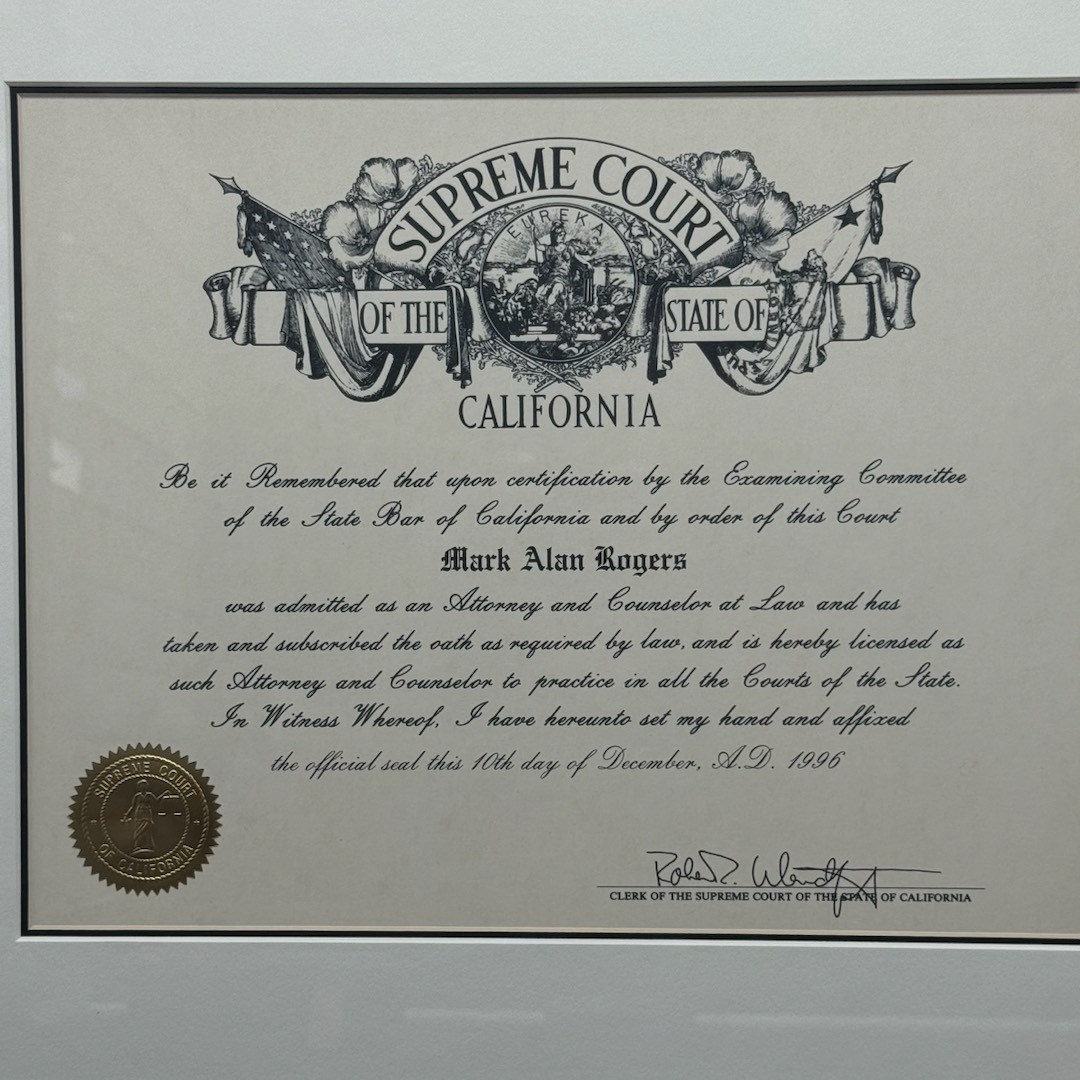 SUPREME COURT
EUREKA
OF THE STATE OF
CALIFORNIA
Be it Remembered that upon certification by the Examining Committee
of the State Bar of California and by order of this Court
Mark Alan Rogers
was admitted as an Attorney and Counselor at Law and has
taken and subscribed the oath as required by law, and is hereby licensed as
such Attorney and Counselor to practice in all the Courts of the State.
In Witness Whereof, I have hereunto set my hand and affixed
the official seal this 10th day of December, A.D. 1996
SUPREME COURT
OF CALIFORNIA
CLERK OF THE SUPREME COURT OF THE STATE OF CALIFORNIA